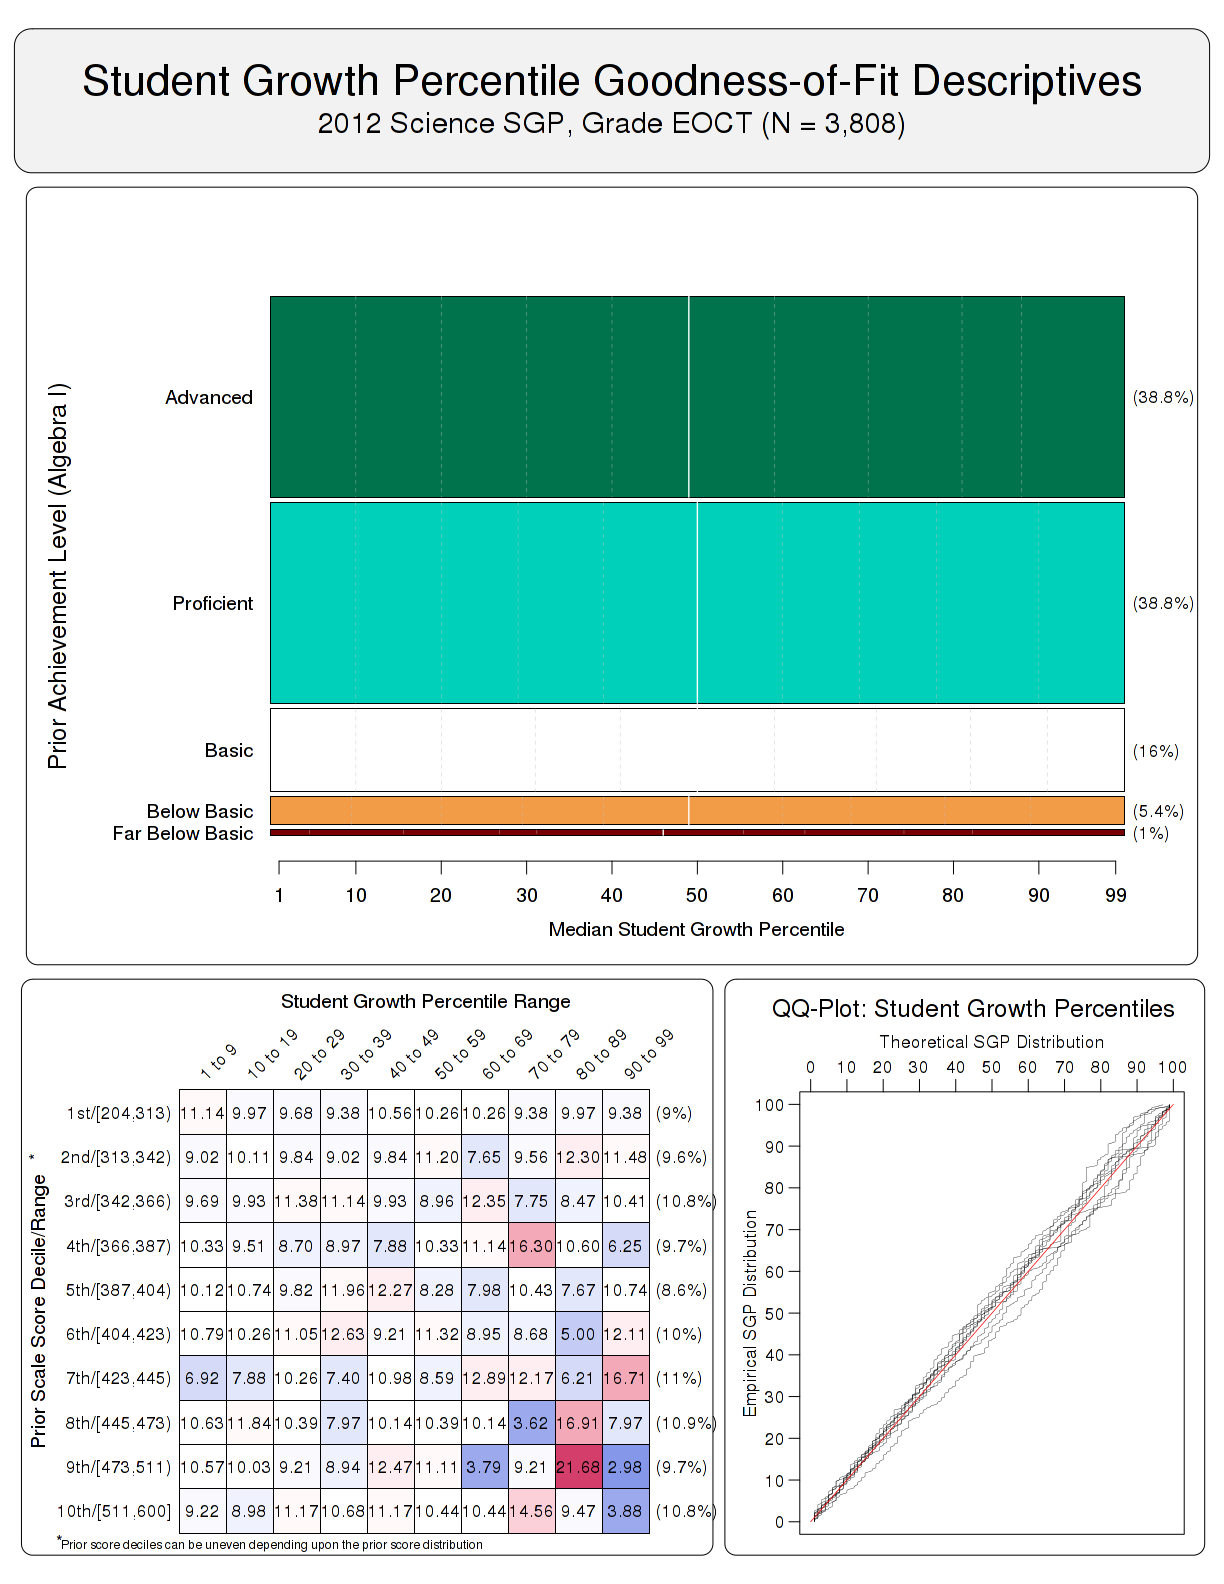 Student Growth Percentile Goodness-of-Fit Descriptives
2012 Science SGP, Grade EOCT (N = 3,808)
Prior Achievement Level (Algebra I)
Advanced (38.8%)
Proficient (38.8%)
Basic (16%)
Below Basic (5.4%)
Far Below Basic (1%)
1 10 20 30 40 50 60 70 80 90 99
Median Student Growth Percentile
Student Growth Percentile Range
1 to 9 10 to 19 20 to 29 30 to 39 40 to 49 50 to 59 60 to 69 70 to 79 80 to 89 90 to 99
Prior Scale Score Decile/Range *
1st/[204,313) 11.14 9.97 9.68 9.38 10.56 10.26 10.26 9.38 9.97 9.38 (9%)
2nd/[313,342) 9.02 10.11 9.84 9.02 9.84 11.20 7.65 9.56 12.30 11.48 (9.6%)
3rd/[342,366) 9.69 9.93 11.38 11.14 9.93 8.96 12.35 7.75 8.47 10.41 (10.8%)
4th/[366,387) 10.33 9.51 8.70 8.97 7.88 10.33 11.14 16.30 10.60 6.25 (9.7%)
5th/[387,404) 10.12 10.74 9.82 11.96 12.27 8.28 7.98 10.43 7.67 10.74 (8.6%)
6th/[404,423) 10.79 10.26 11.05 12.63 9.21 11.32 8.95 8.68 5.00 12.11 (10%)
7th/[423,445) 6.92 7.88 10.26 7.40 10.98 8.59 12.89 12.17 6.21 16.71 (11%)
8th/[445,473) 10.63 11.84 10.39 7.97 10.14 10.39 10.14 3.62 16.91 7.97 (10.9%)
9th/[473,511) 10.57 10.03 9.21 8.94 12.47 11.11 3.79 9.21 21.68 2.98 (9.7%)
10th/[511,600] 9.22 8.98 11.17 10.68 11.17 10.44 10.44 14.56 9.47 3.88 (10.8%)
*Prior score deciles can be uneven depending upon the prior score distribution
QQ-Plot: Student Growth Percentiles
Theoretical SGP Distribution
0 10 20 30 40 50 60 70 80 90 100
Empirical SGP Distribution
100
90
80
70
60
50
40
30
20
10
0